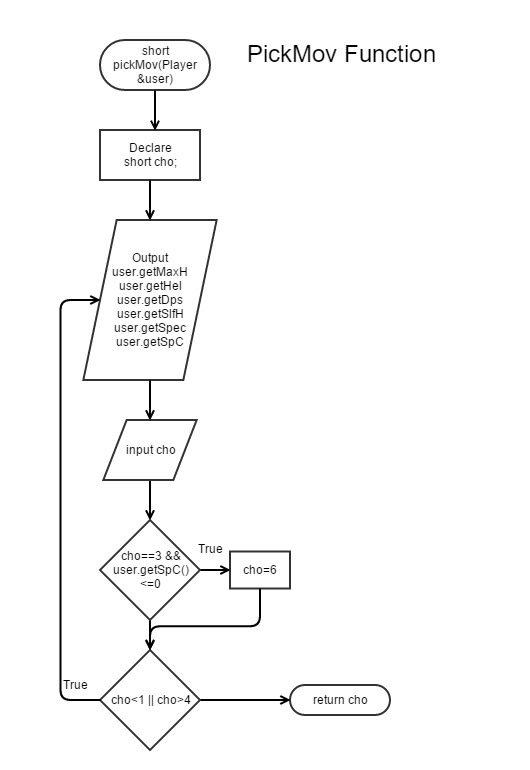 PickMov Function
short
pickMov(Player
&user)
Declare
short cho;
Output
user.getMaxH
user.getHel
user.getDps
user.getSlfH
user.getSpec
user.getSpC
input cho
cho==3 &&
user.getSpC()
<=0
True
cho=6
cho<1 || cho>4
True
return cho